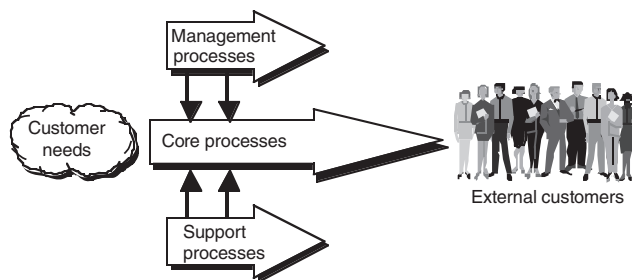 Management
processes
Customer
needs
Core processes
External customers
Support
processes